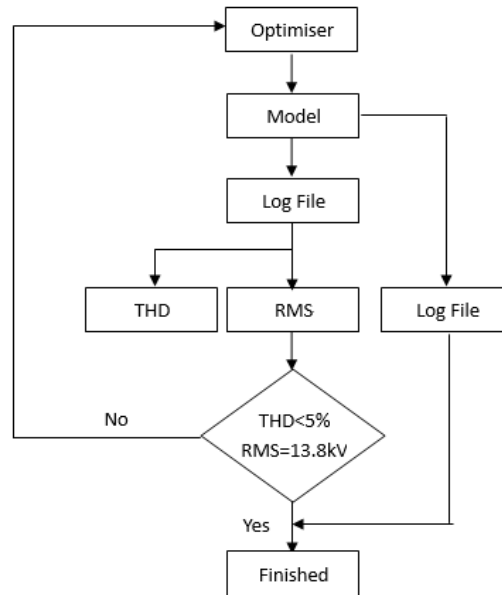 Optimiser
Model
Log File
THD
RMS
Log File
THD<5%
RMS=13.8kV
No
Yes
Finished